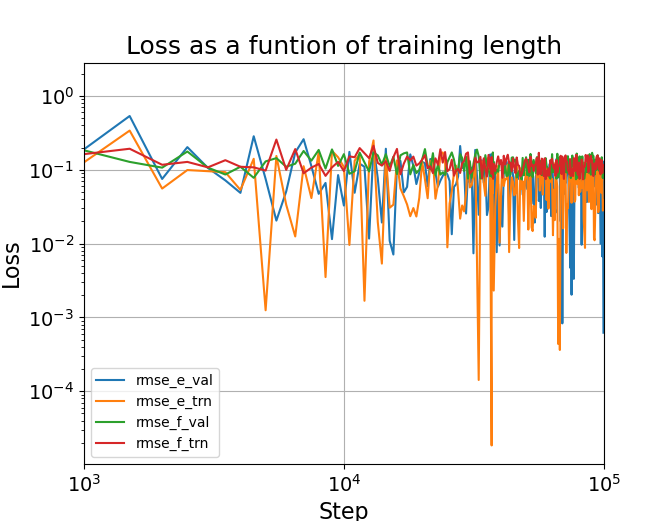 Loss as a funtion of training length
Loss
10^0
10^-1
10^-2
10^-3
10^-4
rmse_e_val
rmse_e_trn
rmse_f_val
rmse_f_trn
10^3 10^4 10^5
Step